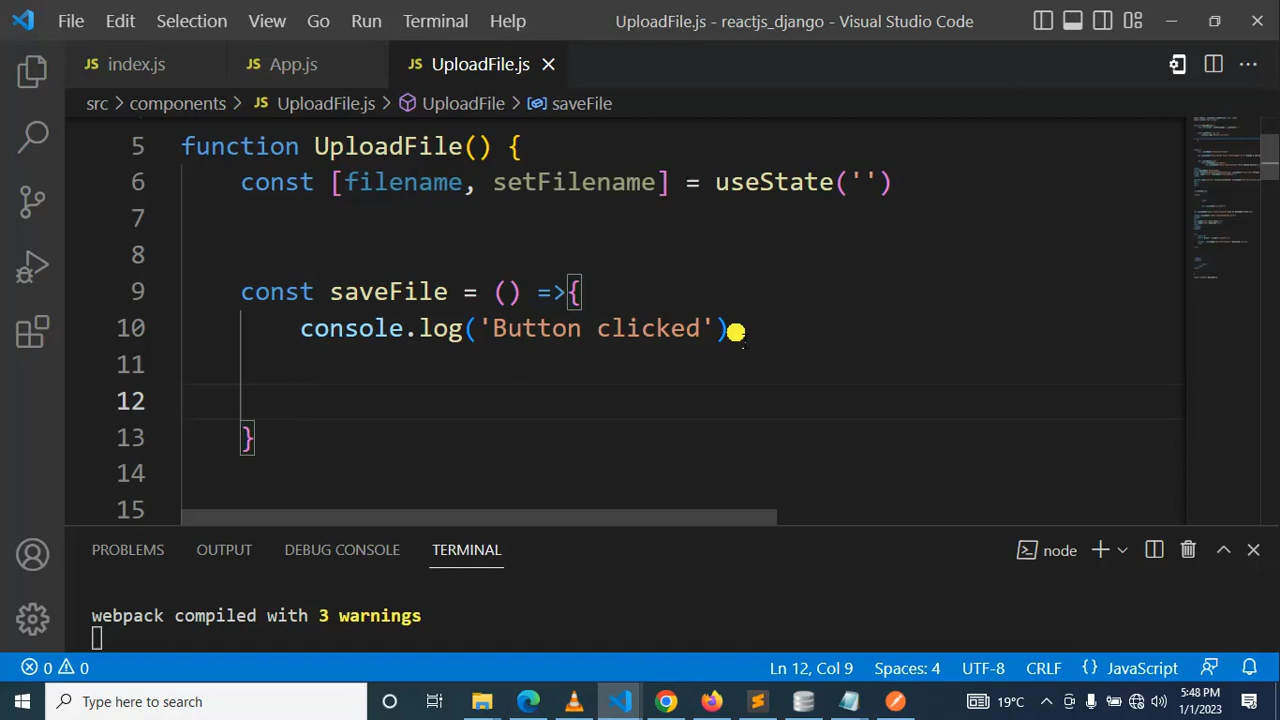 File Edit Selection View Go Run Terminal Help UploadFile.js - reactjs_django - Visual Studio Code
JS index.js JS App.js JS UploadFile.js
src > components > JS UploadFile.js > UploadFile > saveFile
5 function UploadFile() {
6 const [filename, setFilename] = useState('')
7
8
9 const saveFile = () =>{
10 console.log('Button clicked')
11
12
13 }
14
15
PROBLEMS OUTPUT DEBUG CONSOLE TERMINAL node
webpack compiled with 3 warnings
0 0 Ln 12, Col 9 Spaces: 4 UTF-8 CRLF {} JavaScript
Type here to search 19°C 5:48 PM
1/1/2023